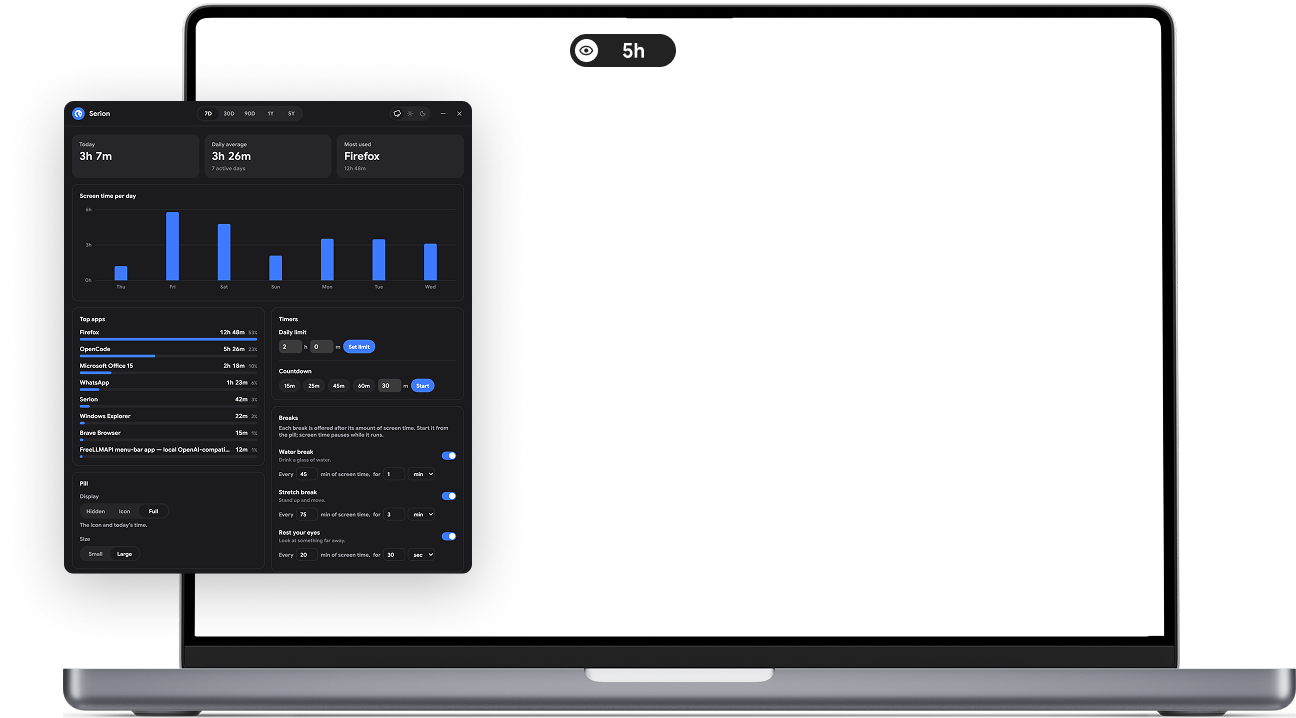 5h
Serion
7D 30D 90D 1Y 5Y
Today
3h 7m
Daily average
3h 26m
7 active days
Most used
Firefox
12h 48m
Screen time per day
6h
3h
0h
Thu Fri Sat Sun Mon Tue Wed
Top apps
Firefox 12h 48m 53%
OpenCode 5h 26m 23%
Microsoft Office 15 2h 18m 10%
WhatsApp 1h 23m 6%
Serion 42m 3%
Windows Explorer 22m 2%
Brave Browser 15m 1%
FreeLLMAPI menu-bar app — local OpenAI-compati... 12m 1%
Pill
Display
Hidden Icon Full
The icon and today's time.
Size
Small Large
Timers
Daily limit
2 h 0 m Set limit
Countdown
15m 25m 45m 60m 30 m Start
Breaks
Each break is offered after its amount of screen time. Start it from
the pill; screen time pauses while it runs.
Water break
Drink a glass of water.
Every 45 min of screen time, for 1 min
Stretch break
Stand up and move.
Every 75 min of screen time, for 3 min
Rest your eyes
Look at something far away.
Every 20 min of screen time, for 30 sec